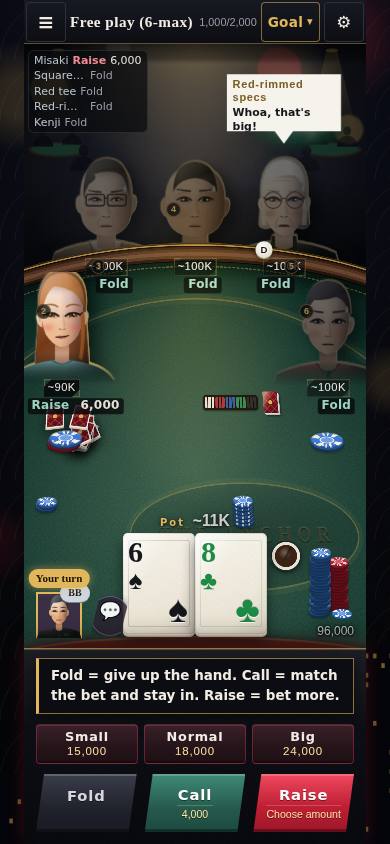 Free play (6-max) 1,000/2,000 Goal ▾
Misaki Raise 6,000
Square... Fold
Red tee Fold
Red-ri... Fold
Kenji Fold
Red-rimmed specs
Whoa, that's big!
4
D
~100K
~100K
Fold
Fold
Fold
2
6
~90K
~100K
Raise 6,000
Fold
Pot ~11K
6
8
Your turn
BB
96,000
Fold = give up the hand. Call = match
the bet and stay in. Raise = bet more.
Small
Normal
Big
15,000
18,000
24,000
Fold
Call
Raise
4,000
Choose amount